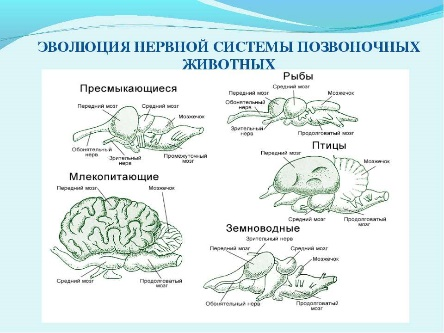 ЭВОЛЮЦИЯ НЕРВНОЙ СИСТЕМЫ ПОЗВОНОЧНЫХ
ЖИВОТНЫХ
Пресмыкающиеся
Передний мозг
Средний мозг
Мозжечок
Обонятельный
нерв
Зрительный
нерв
Промежуточный
мозг
Рыбы
Средний мозг
Передний мозг
Мозжечок
Обонятельный
нерв
Зрительный
нерв
Продолговатый мозг
Птицы
Передний мозг
Мозжечок
Средний мозг
Продолговатый
мозг
Млекопитающие
Передний мозг
Мозжечок
Средний мозг
Продолговатый
мозг
Земноводные
Зрительный нерв
Передний мозг
Средний мозг
Мозжечок
Обонятельный
нерв
Продолговатый
мозг